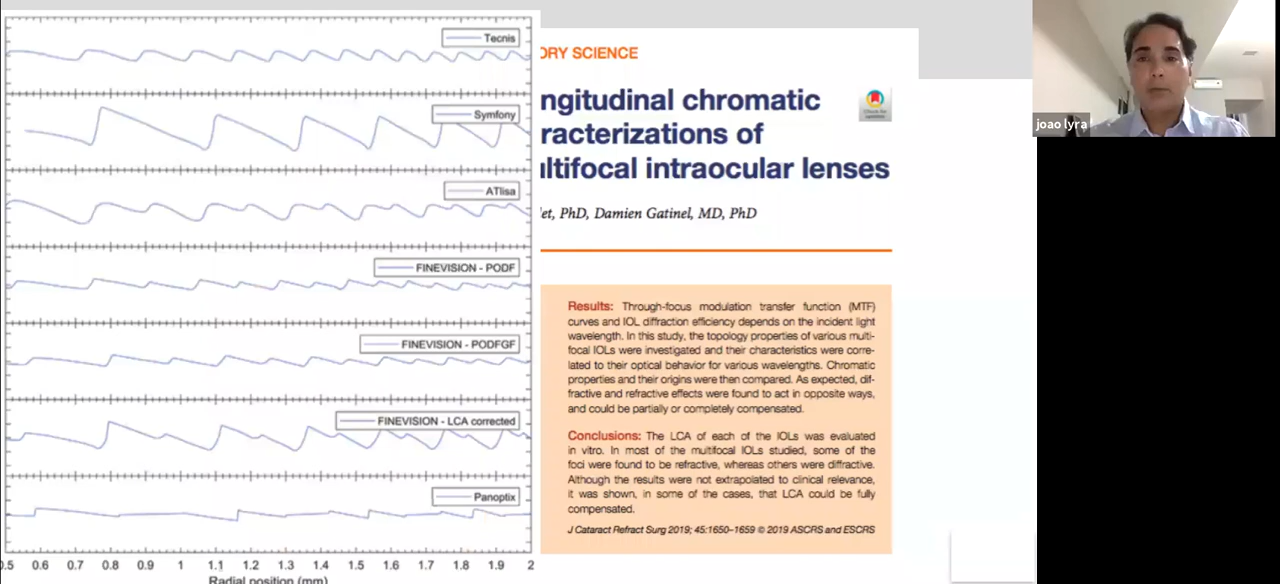 Tecnis
Symfony
ATlisa
FINEVISION - PODF
FINEVISION - PODFGF
FINEVISION - LCA corrected
Panoptix
0.5 0.6 0.7 0.8 0.9 1 1.1 1.2 1.3 1.4 1.5 1.6 1.7 1.8 1.9 2
Radial position (mm)
ORY SCIENCE
ngitudinal chromatic
racterizations of
ltifocal intraocular lenses
Check for
updates
let, PhD, Damien Gatinel, MD, PhD
Results: Through-focus modulation transfer function (MTF)
curves and IOL diffraction efficiency depends on the incident light
wavelength. In this study, the topology properties of various multi-
focal IOLs were investigated and their characteristics were corre-
lated to their optical behavior for various wavelengths. Chromatic
properties and their origins were then compared. As expected, dif-
fractive and refractive effects were found to act in opposite ways,
and could be partially or completely compensated.
Conclusions: The LCA of each of the IOLs was evaluated
in vitro. In most of the multifocal IOLs studied, some of the
foci were found to be refractive, whereas others were diffractive.
Although the results were not extrapolated to clinical relevance,
it was shown, in some of the cases, that LCA could be fully
compensated.
J Cataract Refract Surg 2019; 45:1650–1659 © 2019 ASCRS and ESCRS
joao lyra